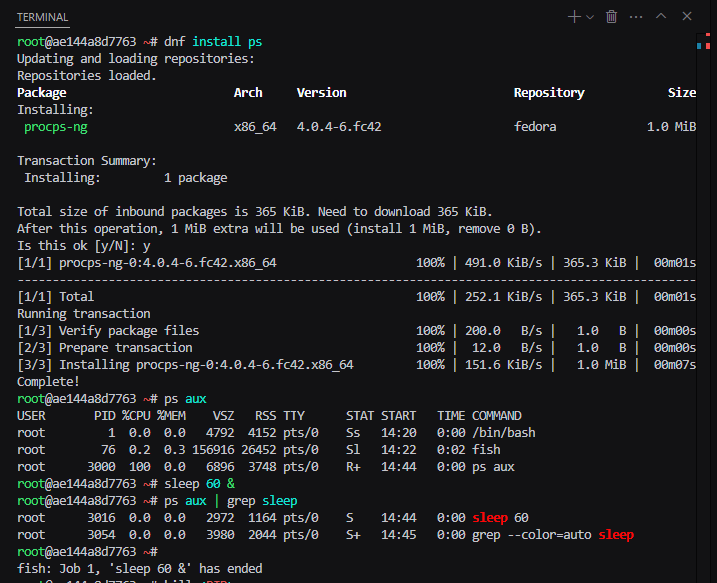 TERMINAL
root@ae144a8d7763 ~# dnf install ps
Updating and loading repositories:
Repositories loaded.
Package Arch Version Repository Size
Installing:
procps-ng x86_64 4.0.4-6.fc42 fedora 1.0 MiB
Transaction Summary:
Installing: 1 package
Total size of inbound packages is 365 KiB. Need to download 365 KiB.
After this operation, 1 MiB extra will be used (install 1 MiB, remove 0 B).
Is this ok [y/N]: y
[1/1] procps-ng-0:4.0.4-6.fc42.x86_64 100% | 491.0 KiB/s | 365.3 KiB | 00m01s
--------------------------------------------------------------------------------
[1/1] Total 100% | 252.1 KiB/s | 365.3 KiB | 00m01s
Running transaction
[1/3] Verify package files 100% | 200.0 B/s | 1.0 B | 00m00s
[2/3] Prepare transaction 100% | 12.0 B/s | 1.0 B | 00m00s
[3/3] Installing procps-ng-0:4.0.4-6.fc42.x86_64 100% | 151.6 KiB/s | 1.0 MiB | 00m07s
Complete!
root@ae144a8d7763 ~# ps aux
USER PID %CPU %MEM VSZ RSS TTY STAT START TIME COMMAND
root 1 0.0 0.0 4792 4152 pts/0 Ss 14:20 0:00 /bin/bash
root 76 0.2 0.3 156916 26452 pts/0 Sl 14:22 0:02 fish
root 3000 100 0.0 6896 3748 pts/0 R+ 14:44 0:00 ps aux
root@ae144a8d7763 ~# sleep 60 &
root@ae144a8d7763 ~# ps aux | grep sleep
root 3016 0.0 0.0 2972 1164 pts/0 S 14:44 0:00 sleep 60
root 3054 0.0 0.0 3980 2044 pts/0 S+ 14:45 0:00 grep --color=auto sleep
root@ae144a8d7763 ~#
fish: Job 1, 'sleep 60 &' has ended